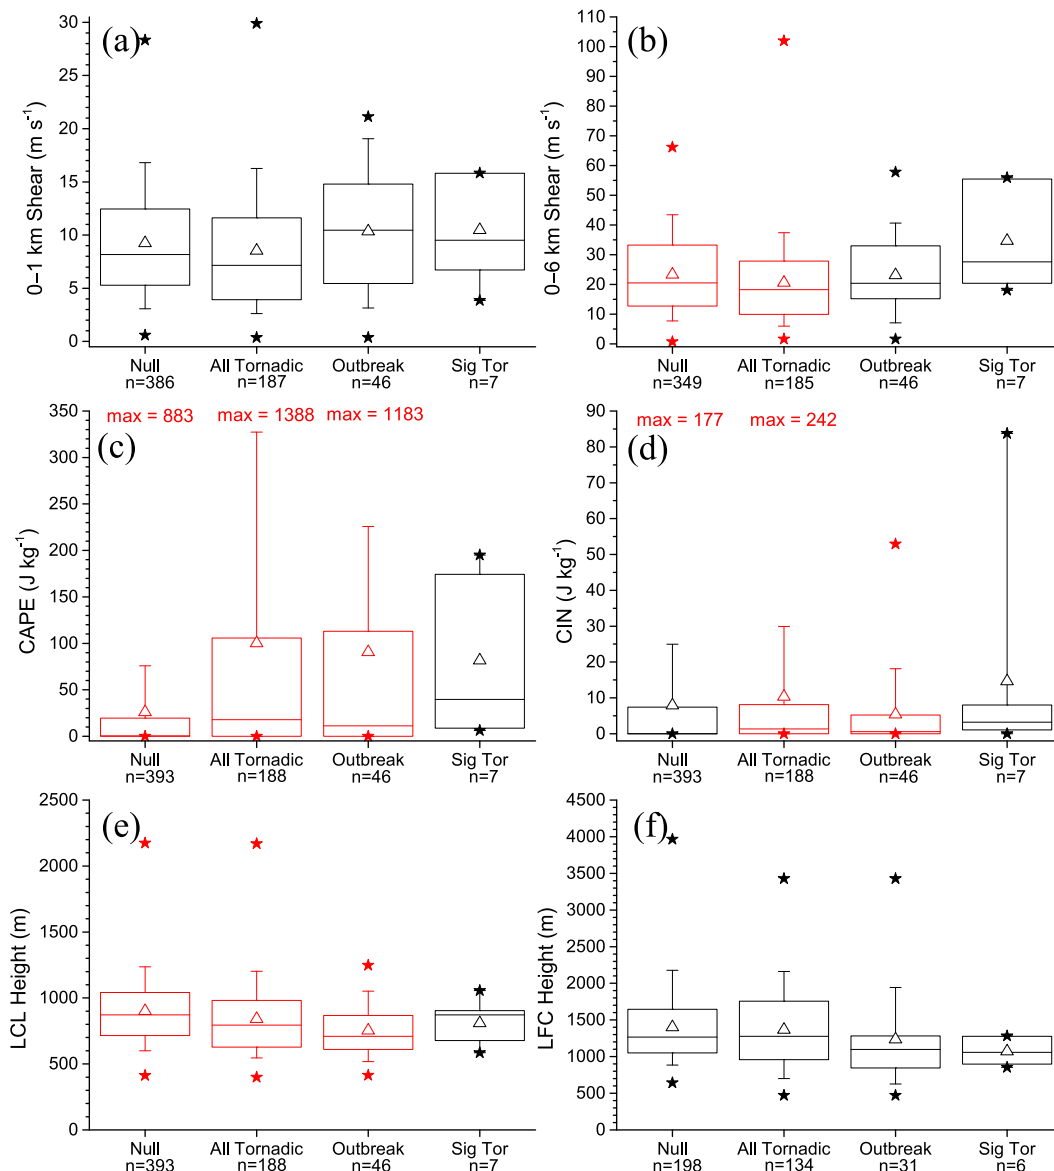 (a)
0–1 km Shear (m s⁻¹)
30
25
20
15
10
5
0
Null
n=386
All Tornadic
n=187
Outbreak
n=46
Sig Tor
n=7
(b)
0–6 km Shear (m s⁻¹)
110
100
90
80
70
60
50
40
30
20
10
0
Null
n=349
All Tornadic
n=185
Outbreak
n=46
Sig Tor
n=7
(c)
max = 883
max = 1388
max = 1183
CAPE (J kg⁻¹)
350
300
250
200
150
100
50
0
Null
n=393
All Tornadic
n=188
Outbreak
n=46
Sig Tor
n=7
(d)
max = 177
max = 242
CIN (J kg⁻¹)
90
80
70
60
50
40
30
20
10
0
Null
n=393
All Tornadic
n=188
Outbreak
n=46
Sig Tor
n=7
(e)
LCL Height (m)
2500
2000
1500
1000
500
0
Null
n=393
All Tornadic
n=188
Outbreak
n=46
Sig Tor
n=7
(f)
LFC Height (m)
4500
4000
3500
3000
2500
2000
1500
1000
500
0
Null
n=198
All Tornadic
n=134
Outbreak
n=31
Sig Tor
n=6